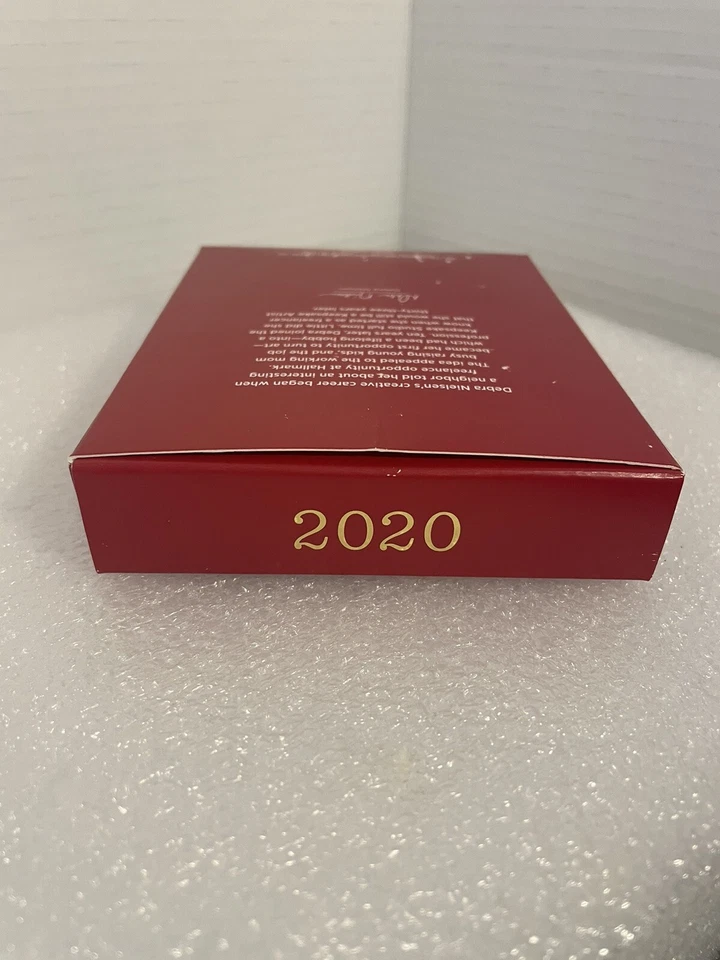 Debra Nielsen's creative career began when
a neighbor told her about an interesting
freelance opportunity at Hallmark.
The idea appealed to the working mom
busy raising young kids, and the job
became her first opportunity to turn art—
which had been a lifelong hobby—into a
profession. Ten years later, Debra joined the
Keepsake Studio full time. Little did she
know when she started as a freelancer
that she would be a Keepsake Artist
thirty-three years later.
2020